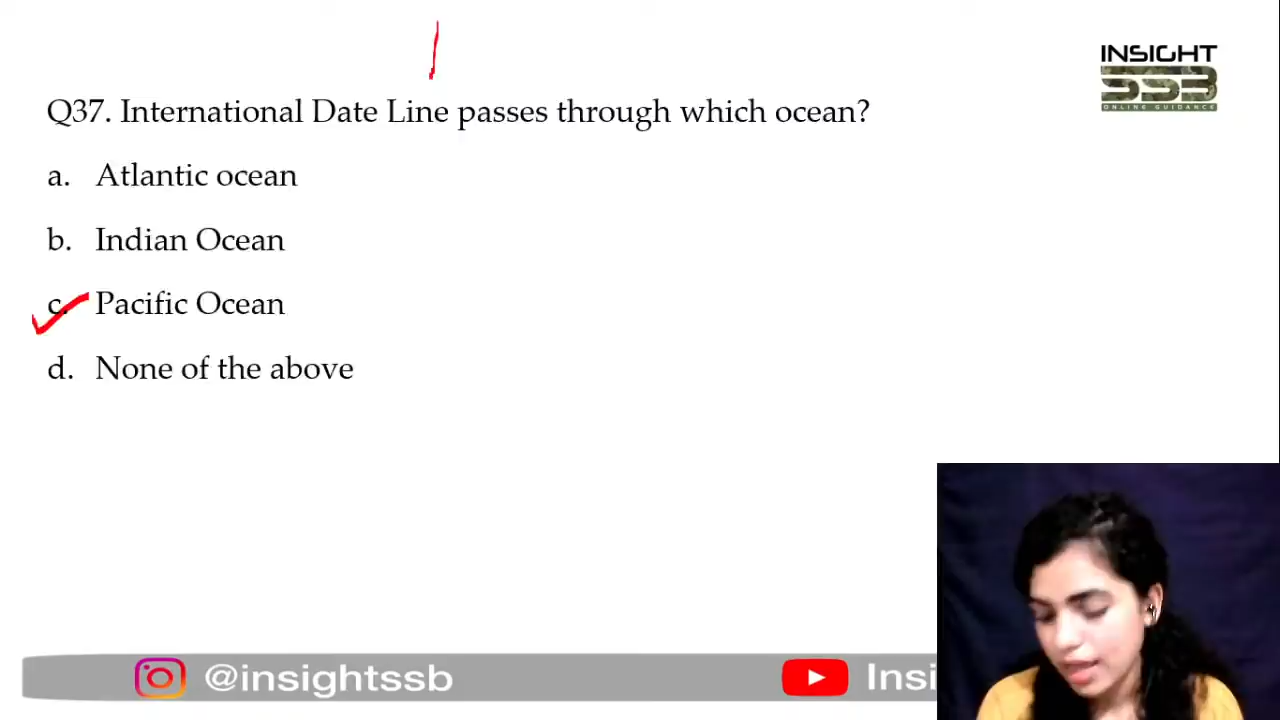 INSIGHT
SSB
ONLINE GUIDANCE
Q37. International Date Line passes through which ocean?
a. Atlantic ocean
b. Indian Ocean
c. Pacific Ocean
d. None of the above
@insightssb
Insi